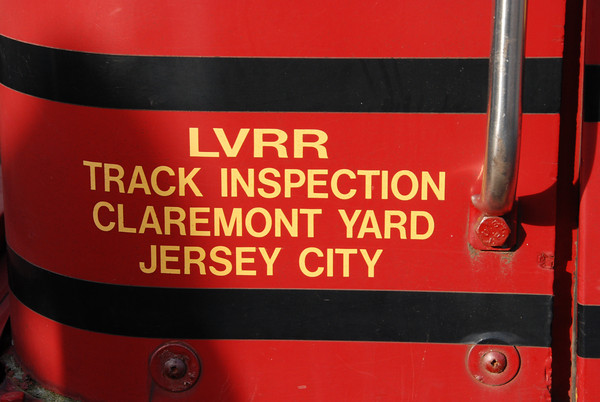 LVRR
TRACK INSPECTION
CLAREMONT YARD
JERSEY CITY